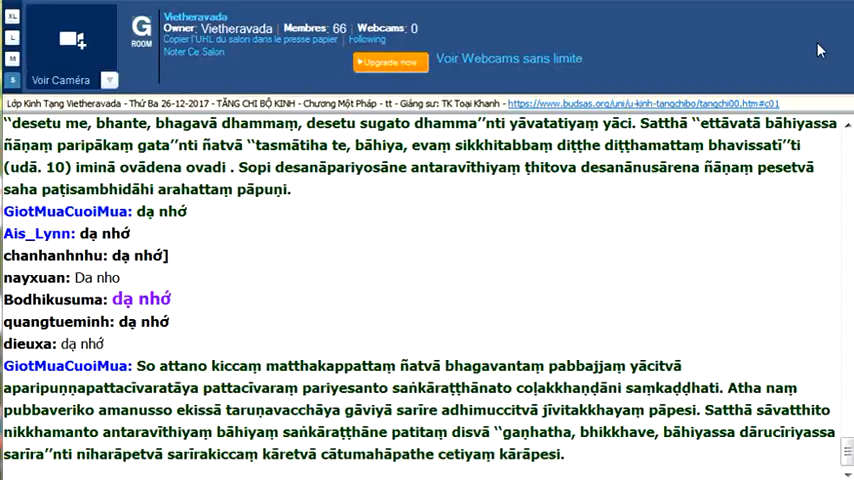 XL
L
M
S
Voir Caméra
G
ROOM
Vietheravada
Owner: Vietheravada | Membres: 66 | Webcams: 0
Copier l'URL du salon dans le presse papier | Following
Noter Ce Salon
Upgrade now
Voir Webcams sans limite
Lớp Kinh Tạng Vietheravada - Thứ Ba 26-12-2017 - TĂNG CHI BỘ KINH - Chương Một Pháp - tt - Giảng sư: TK Toại Khanh - https://www.budsas.org/uni/u-kinh-tangchibo/tangchi00.htm#c01
‘‘desetu me, bhante, bhagavā dhammaṃ, desetu sugato dhamma’’nti yāvatatiyaṃ yāci. Satthā ‘‘ettāvatā bāhiyassa
ñāṇaṃ paripākaṃ gata’’nti ñatvā ‘‘tasmātiha te, bāhiya, evaṃ sikkhitabbaṃ diṭṭhe diṭṭhamattaṃ bhavissatī’’ti
(udā. 10) iminā ovādena ovadi . Sopi desanāpariyosāne antaravīthiyaṃ ṭhitova desanānusārena ñāṇaṃ pesetvā
saha paṭisambhidāhi arahattaṃ pāpuṇi.
GiotMuaCuoiMua: dạ nhớ
Ais_Lynn: dạ nhớ
chanhanhnhu: dạ nhớ]
nayxuan: Da nho
Bodhikusuma: dạ nhớ
quangtueminh: dạ nhớ
dieuxa: dạ nhớ
GiotMuaCuoiMua: So attano kiccaṃ matthakappattaṃ ñatvā bhagavantaṃ pabbajjaṃ yācitvā
aparipuṇṇapattacīvaratāya pattacīvaraṃ pariyesanto saṅkāraṭṭhānato coḷakkhaṇḍāni saṃkaḍḍhati. Atha naṃ
pubbaveriko amanusso ekissā taruṇavacchāya gāviyā sarīre adhimuccitvā jīvitakkhayaṃ pāpesi. Satthā sāvatthito
nikkhamanto antaravīthiyaṃ bāhiyaṃ saṅkāraṭṭhāne patitaṃ disvā ‘‘gaṇhatha, bhikkhave, bāhiyassa dārucīriyassa
sarīra’’nti nīharāpetvā sarīrakiccaṃ kāretvā cātumahāpathe cetiyaṃ kārāpesi.